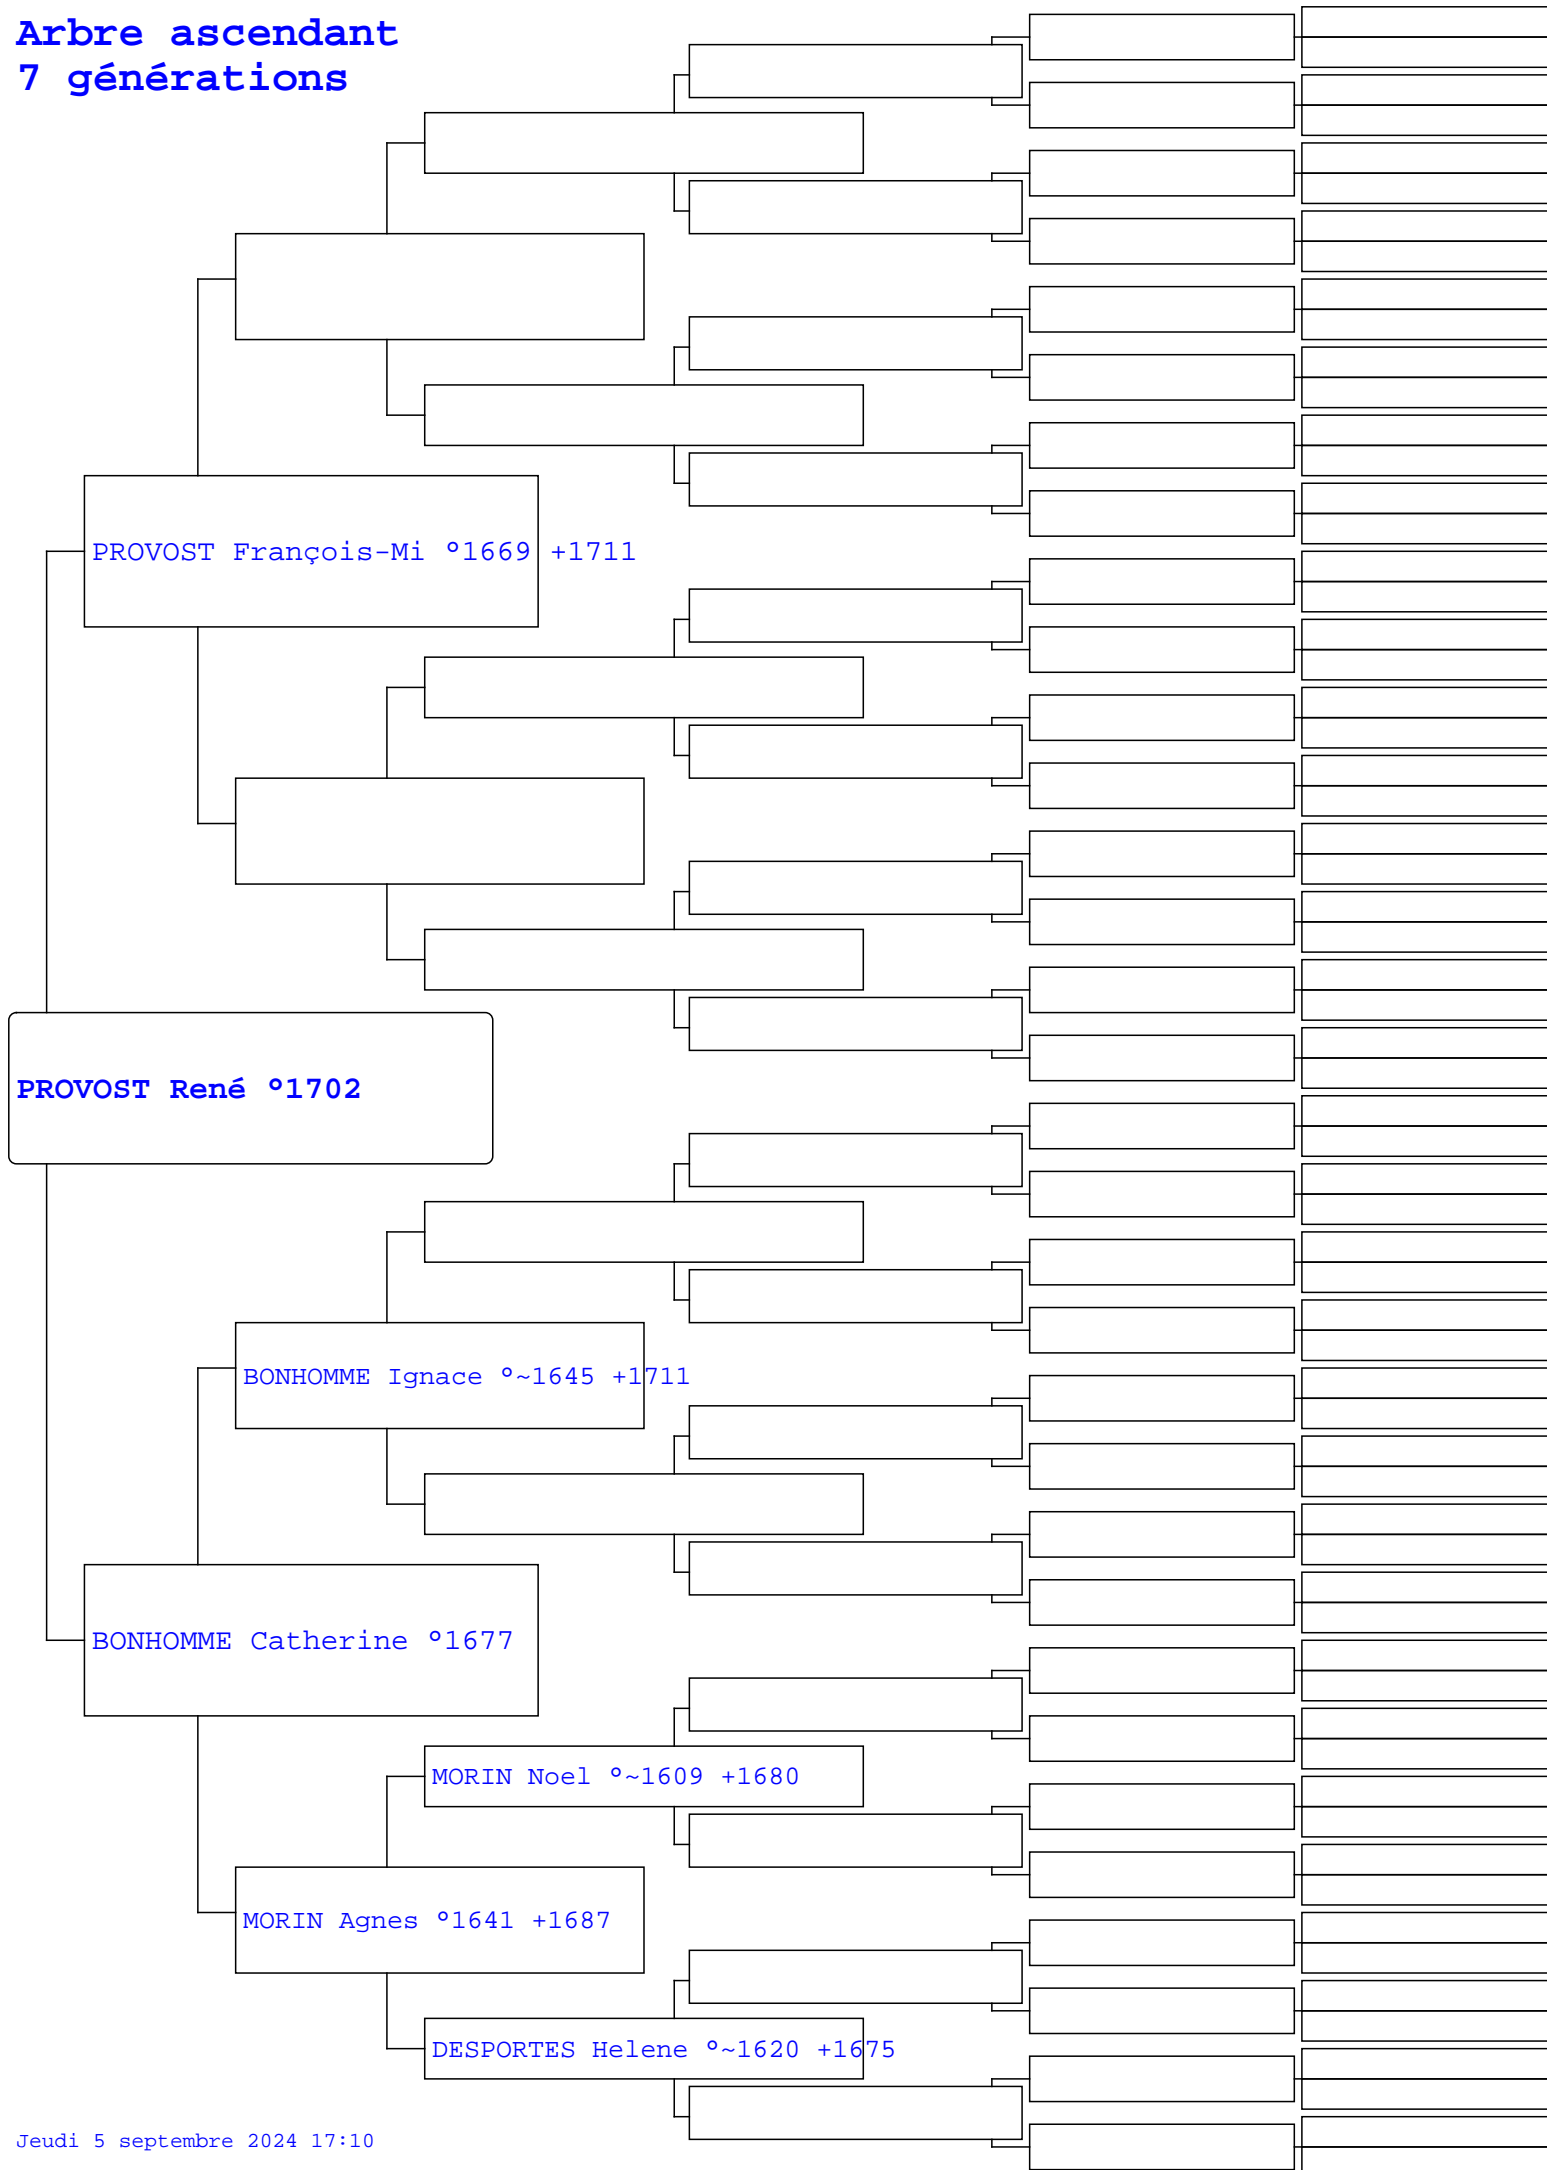 Arbre ascendant
7 générations
PROVOST François-Mi °1669 +1711
PROVOST René °1702
BONHOMME Ignace °~1645 +1711
BONHOMME Catherine °1677
MORIN Noel °~1609 +1680
MORIN Agnes °1641 +1687
DESPORTES Helene °~1620 +1675
Jeudi 5 septembre 2024 17:10